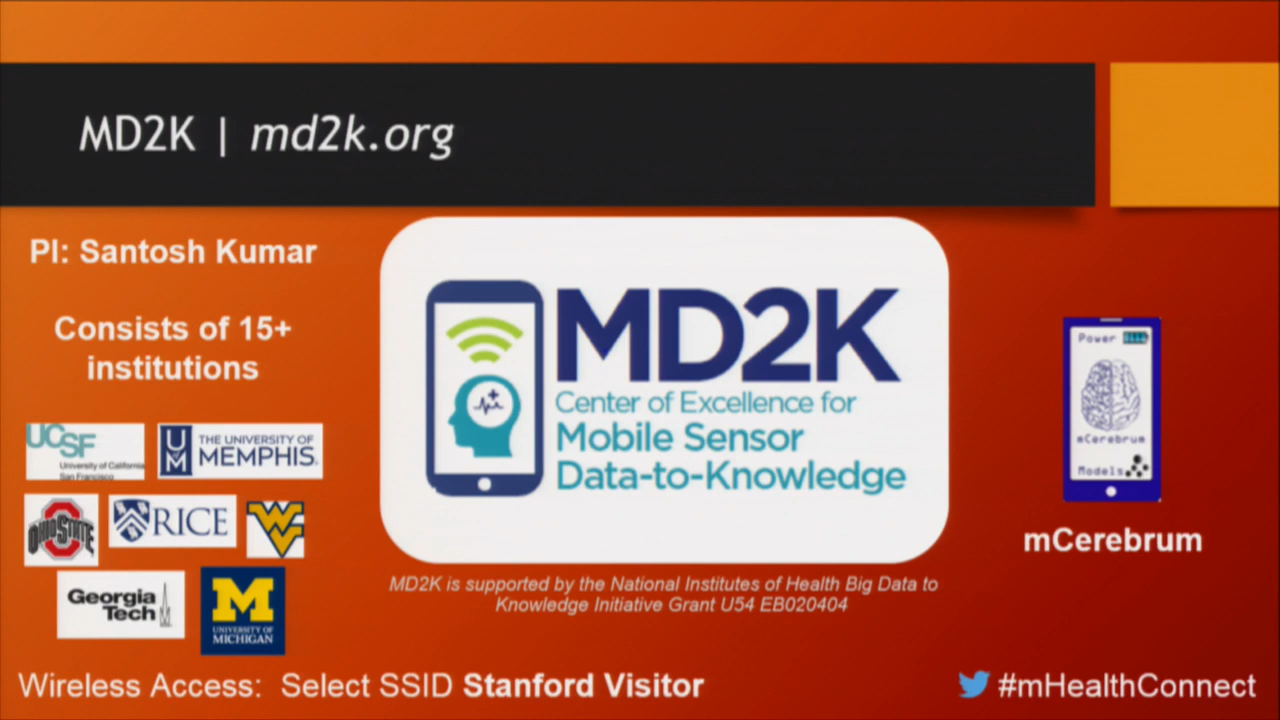 MD2K | md2k.org
PI: Santosh Kumar
Consists of 15+
institutions
UCSF
University of California
San Francisco
UM
THE UNIVERSITY OF
MEMPHIS.
OHIO STATE
RICE
WV
Georgia
Tech
M
UNIVERSITY OF
MICHIGAN
MD2K
Center of Excellence for
Mobile Sensor
Data-to-Knowledge
MD2K is supported by the National Institutes of Health Big Data to
Knowledge Initiative Grant U54 EB020404
Power
mCerebrum
Models
mCerebrum
Wireless Access: Select SSID Stanford Visitor
#mHealthConnect